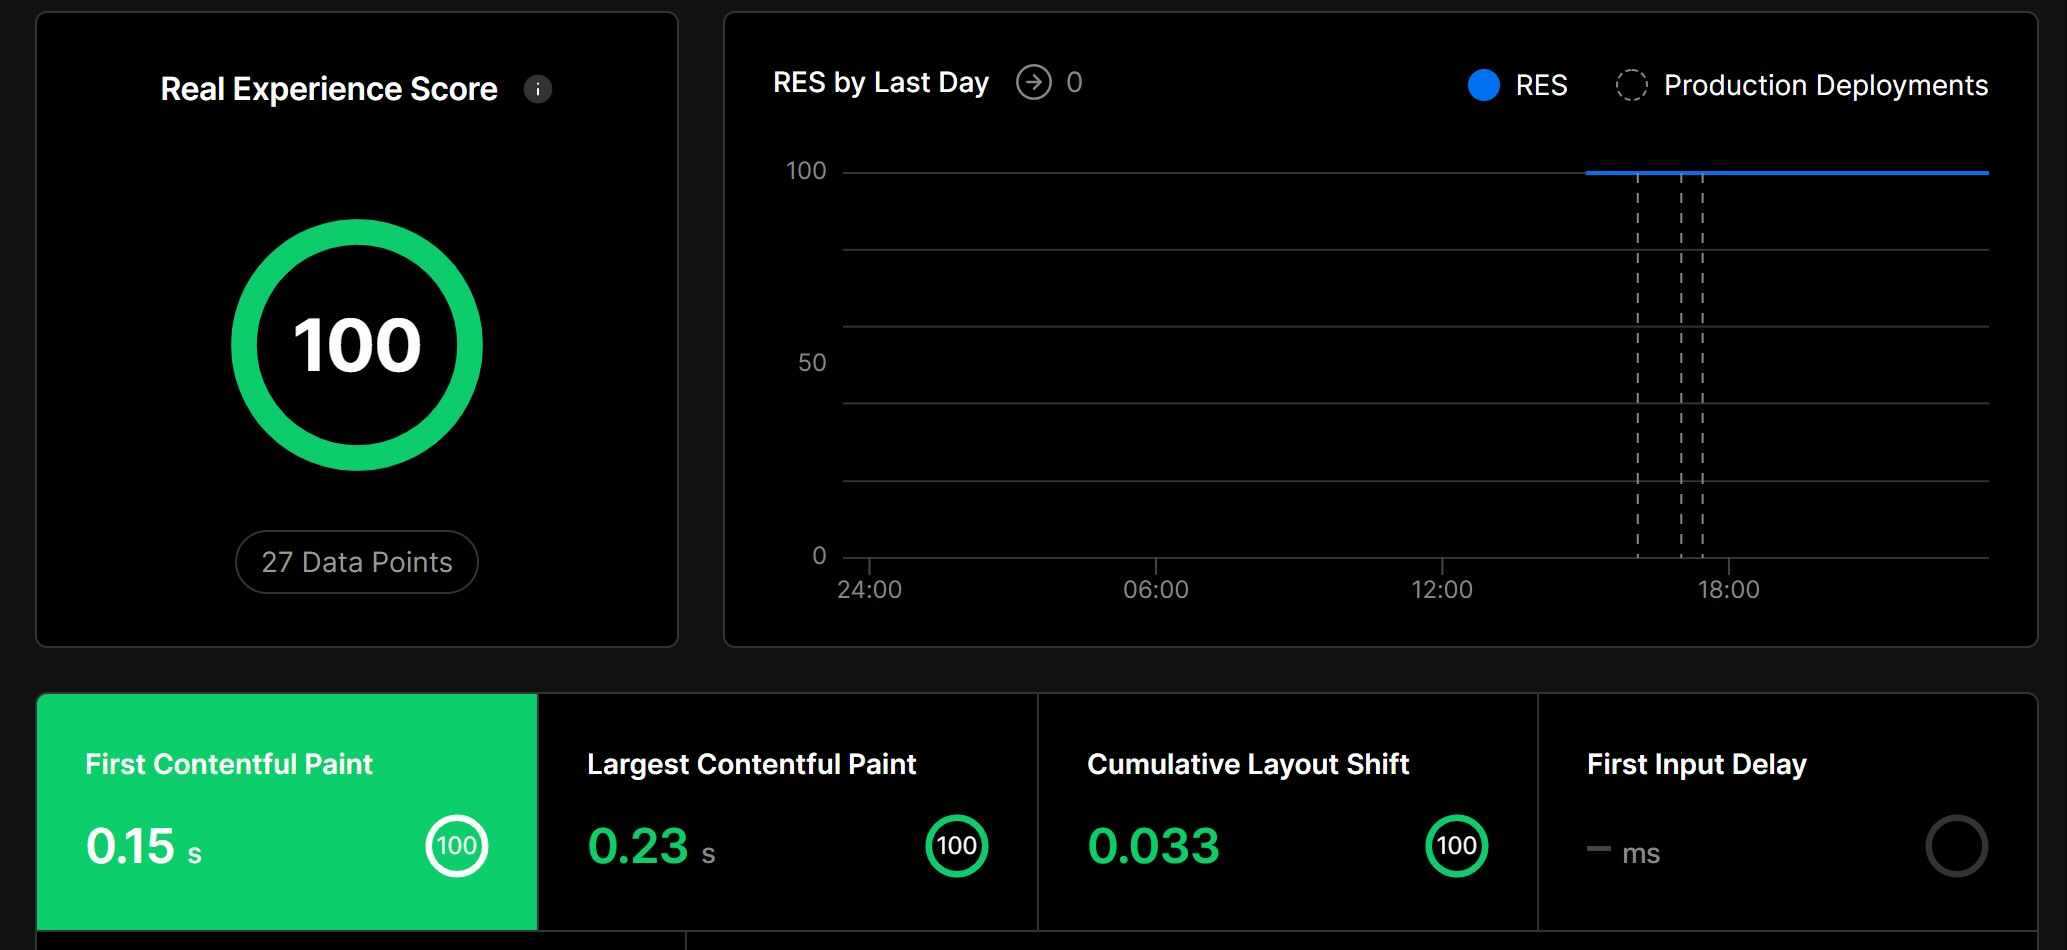 Real Experience Score
100
27 Data Points
RES by Last Day 0
RES Production Deployments
100
50
0
24:00 06:00 12:00 18:00
First Contentful Paint
0.15 s 100
Largest Contentful Paint
0.23 s 100
Cumulative Layout Shift
0.033 100
First Input Delay
— ms